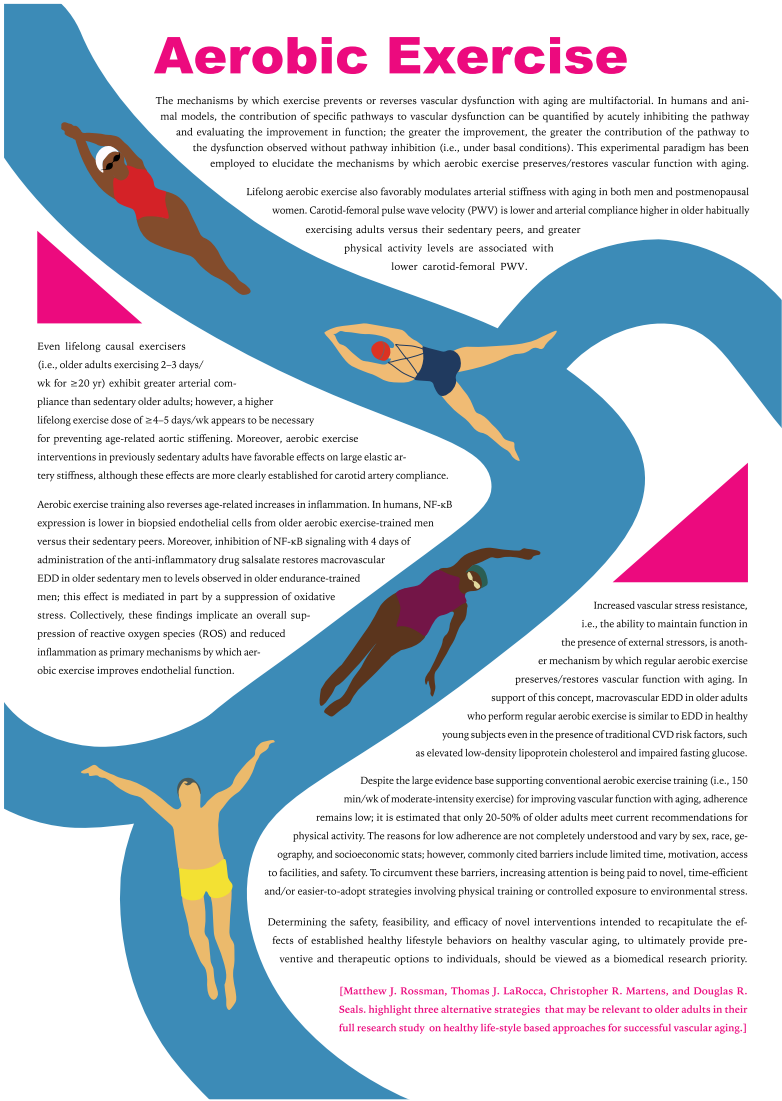 Aerobic Exercise
The mechanisms by which exercise prevents or reverses vascular dysfunction with aging are multifactorial. In humans and ani-
mal models, the contribution of specific pathways to vascular dysfunction can be quantified by acutely inhibiting the pathway
and evaluating the improvement in function; the greater the improvement, the greater the contribution of the pathway to
the dysfunction observed without pathway inhibition (i.e., under basal conditions). This experimental paradigm has been
employed to elucidate the mechanisms by which aerobic exercise preserves/restores vascular function with aging.
Lifelong aerobic exercise also favorably modulates arterial stiffness with aging in both men and postmenopausal
women. Carotid-femoral pulse wave velocity (PWV) is lower and arterial compliance higher in older habitually
exercising adults versus their sedentary peers, and greater
physical activity levels are associated with
lower carotid-femoral PWV.
Even lifelong causal exercisers
(i.e., older adults exercising 2–3 days/
wk for ≥20 yr) exhibit greater arterial com-
pliance than sedentary older adults; however, a higher
lifelong exercise dose of ≥4–5 days/wk appears to be necessary
for preventing age-related aortic stiffening. Moreover, aerobic exercise
interventions in previously sedentary adults have favorable effects on large elastic ar-
tery stiffness, although these effects are more clearly established for carotid artery compliance.
Aerobic exercise training also reverses age-related increases in inflammation. In humans, NF-κB
expression is lower in biopsied endothelial cells from older aerobic exercise-trained men
versus their sedentary peers. Moreover, inhibition of NF-κB signaling with 4 days of
administration of the anti-inflammatory drug salsalate restores macrovascular
EDD in older sedentary men to levels observed in older endurance-trained
men; this effect is mediated in part by a suppression of oxidative
stress. Collectively, these findings implicate an overall sup-
pression of reactive oxygen species (ROS) and reduced
inflammation as primary mechanisms by which aer-
obic exercise improves endothelial function.
Increased vascular stress resistance,
i.e., the ability to maintain function in
the presence of external stressors, is anoth-
er mechanism by which regular aerobic exercise
preserves/restores vascular function with aging. In
support of this concept, macrovascular EDD in older adults
who perform regular aerobic exercise is similar to EDD in healthy
young subjects even in the presence of traditional CVD risk factors, such
as elevated low-density lipoprotein cholesterol and impaired fasting glucose.
Despite the large evidence base supporting conventional aerobic exercise training (i.e., 150
min/wk of moderate-intensity exercise) for improving vascular function with aging, adherence
remains low; it is estimated that only 20-50% of older adults meet current recommendations for
physical activity. The reasons for low adherence are not completely understood and vary by sex, race, ge-
ography, and socioeconomic stats; however, commonly cited barriers include limited time, motivation, access
to facilities, and safety. To circumvent these barriers, increasing attention is being paid to novel, time-efficient
and/or easier-to-adopt strategies involving physical training or controlled exposure to environmental stress.
Determining the safety, feasibility, and efficacy of novel interventions intended to recapitulate the ef-
fects of established healthy lifestyle behaviors on healthy vascular aging, to ultimately provide pre-
ventive and therapeutic options to individuals, should be viewed as a biomedical research priority.
[Matthew J. Rossman, Thomas J. LaRocca, Christopher R. Martens, and Douglas R.
Seals. highlight three alternative strategies that may be relevant to older adults in their
full research study on healthy life-style based approaches for successful vascular aging.]